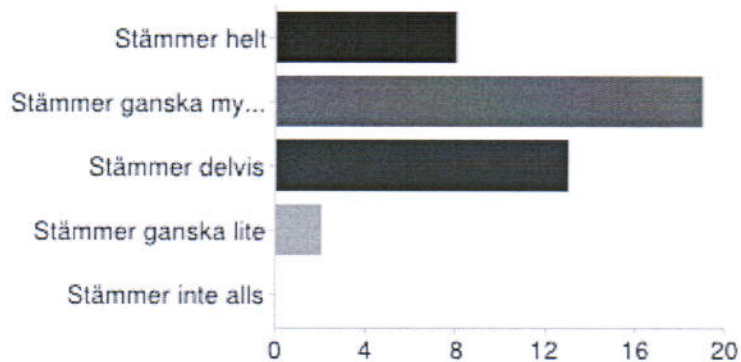 Stämmer helt
Stämmer ganska my...
Stämmer delvis
Stämmer ganska lite
Stämmer inte alls
0 4 8 12 16 20